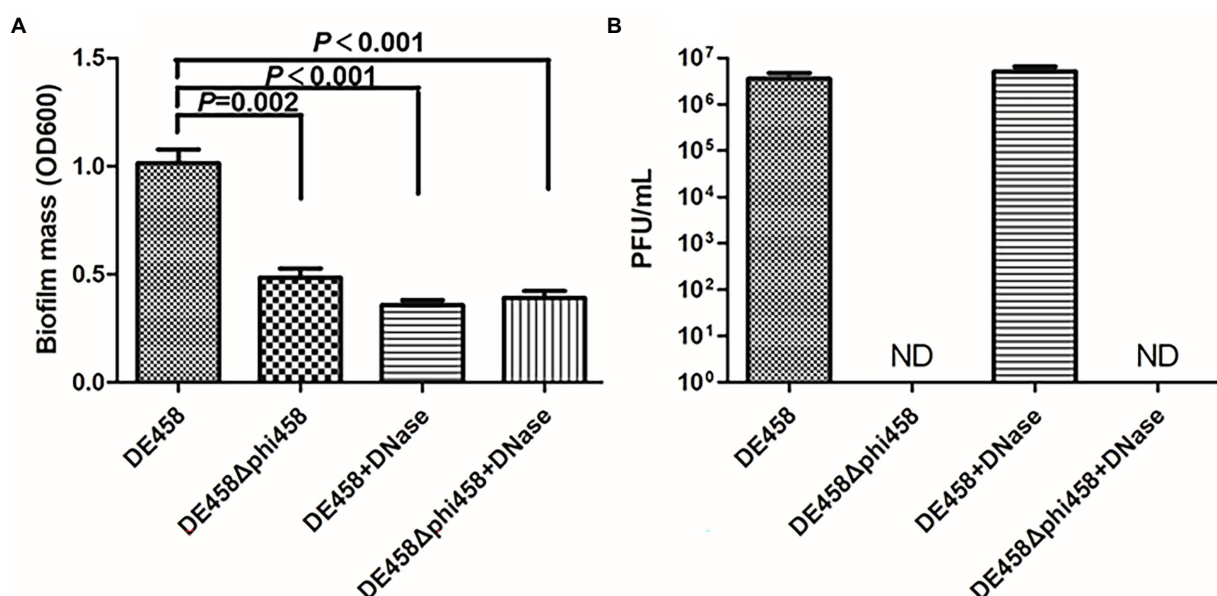 A
P<0.001
P<0.001
P=0.002
Biofilm mass (OD600)
1.5
1.0
0.5
0.0
DE458
DE458Δphi458
DE458+DNase
DE458Δphi458+DNase
B
PFU/mL
10⁷
10⁶
10⁵
10⁴
10³
10²
10¹
10⁰
ND
ND
DE458
DE458Δphi458
DE458+DNase
DE458Δphi458+DNase